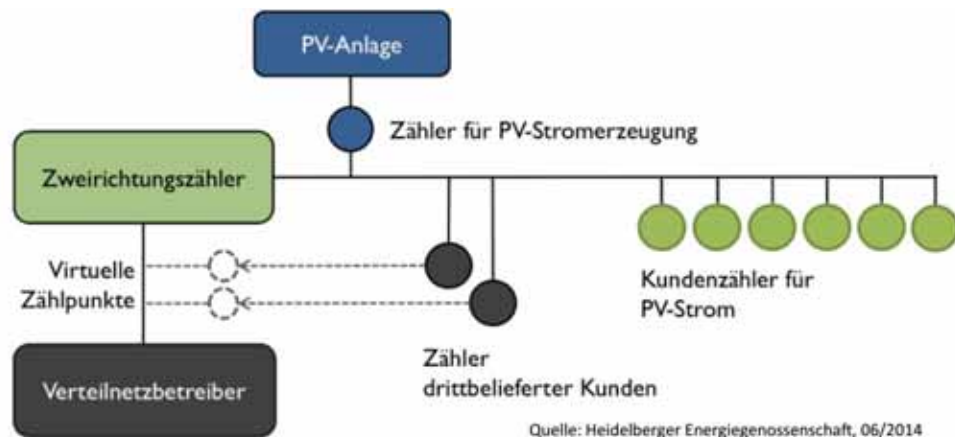 PV-Anlage
Zähler für PV-Stromerzeugung
Zweirichtungszähler
Virtuelle
Zählpunkte
Kundenzähler für
PV-Strom
Zähler
drittbelieferter Kunden
Verteilnetzbetreiber
Quelle: Heidelberger Energiegenossenschaft, 06/2014